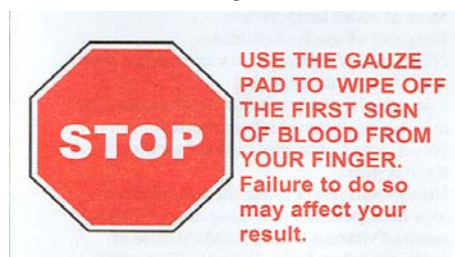 STOP
USE THE GAUZE
PAD TO WIPE OFF
THE FIRST SIGN
OF BLOOD FROM
YOUR FINGER.
Failure to do so
may affect your
result.